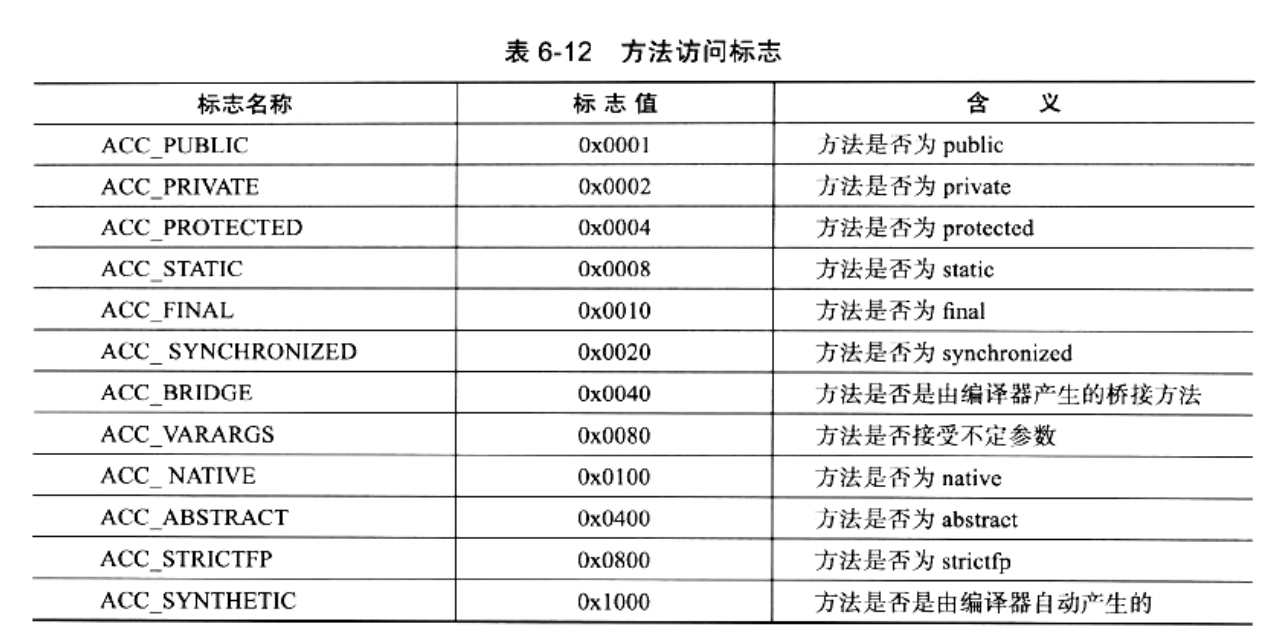 表 6-12 方法访问标志
标志名称 标 志 值 含 义
ACC_PUBLIC 0x0001 方法是否为 public
ACC_PRIVATE 0x0002 方法是否为 private
ACC_PROTECTED 0x0004 方法是否为 protected
ACC_STATIC 0x0008 方法是否为 static
ACC_FINAL 0x0010 方法是否为 final
ACC_ SYNCHRONIZED 0x0020 方法是否为 synchronized
ACC_BRIDGE 0x0040 方法是否是由编译器产生的桥接方法
ACC_VARARGS 0x0080 方法是否接受不定参数
ACC_ NATIVE 0x0100 方法是否为 native
ACC_ABSTRACT 0x0400 方法是否为 abstract
ACC_STRICTFP 0x0800 方法是否为 strictfp
ACC_SYNTHETIC 0x1000 方法是否是由编译器自动产生的